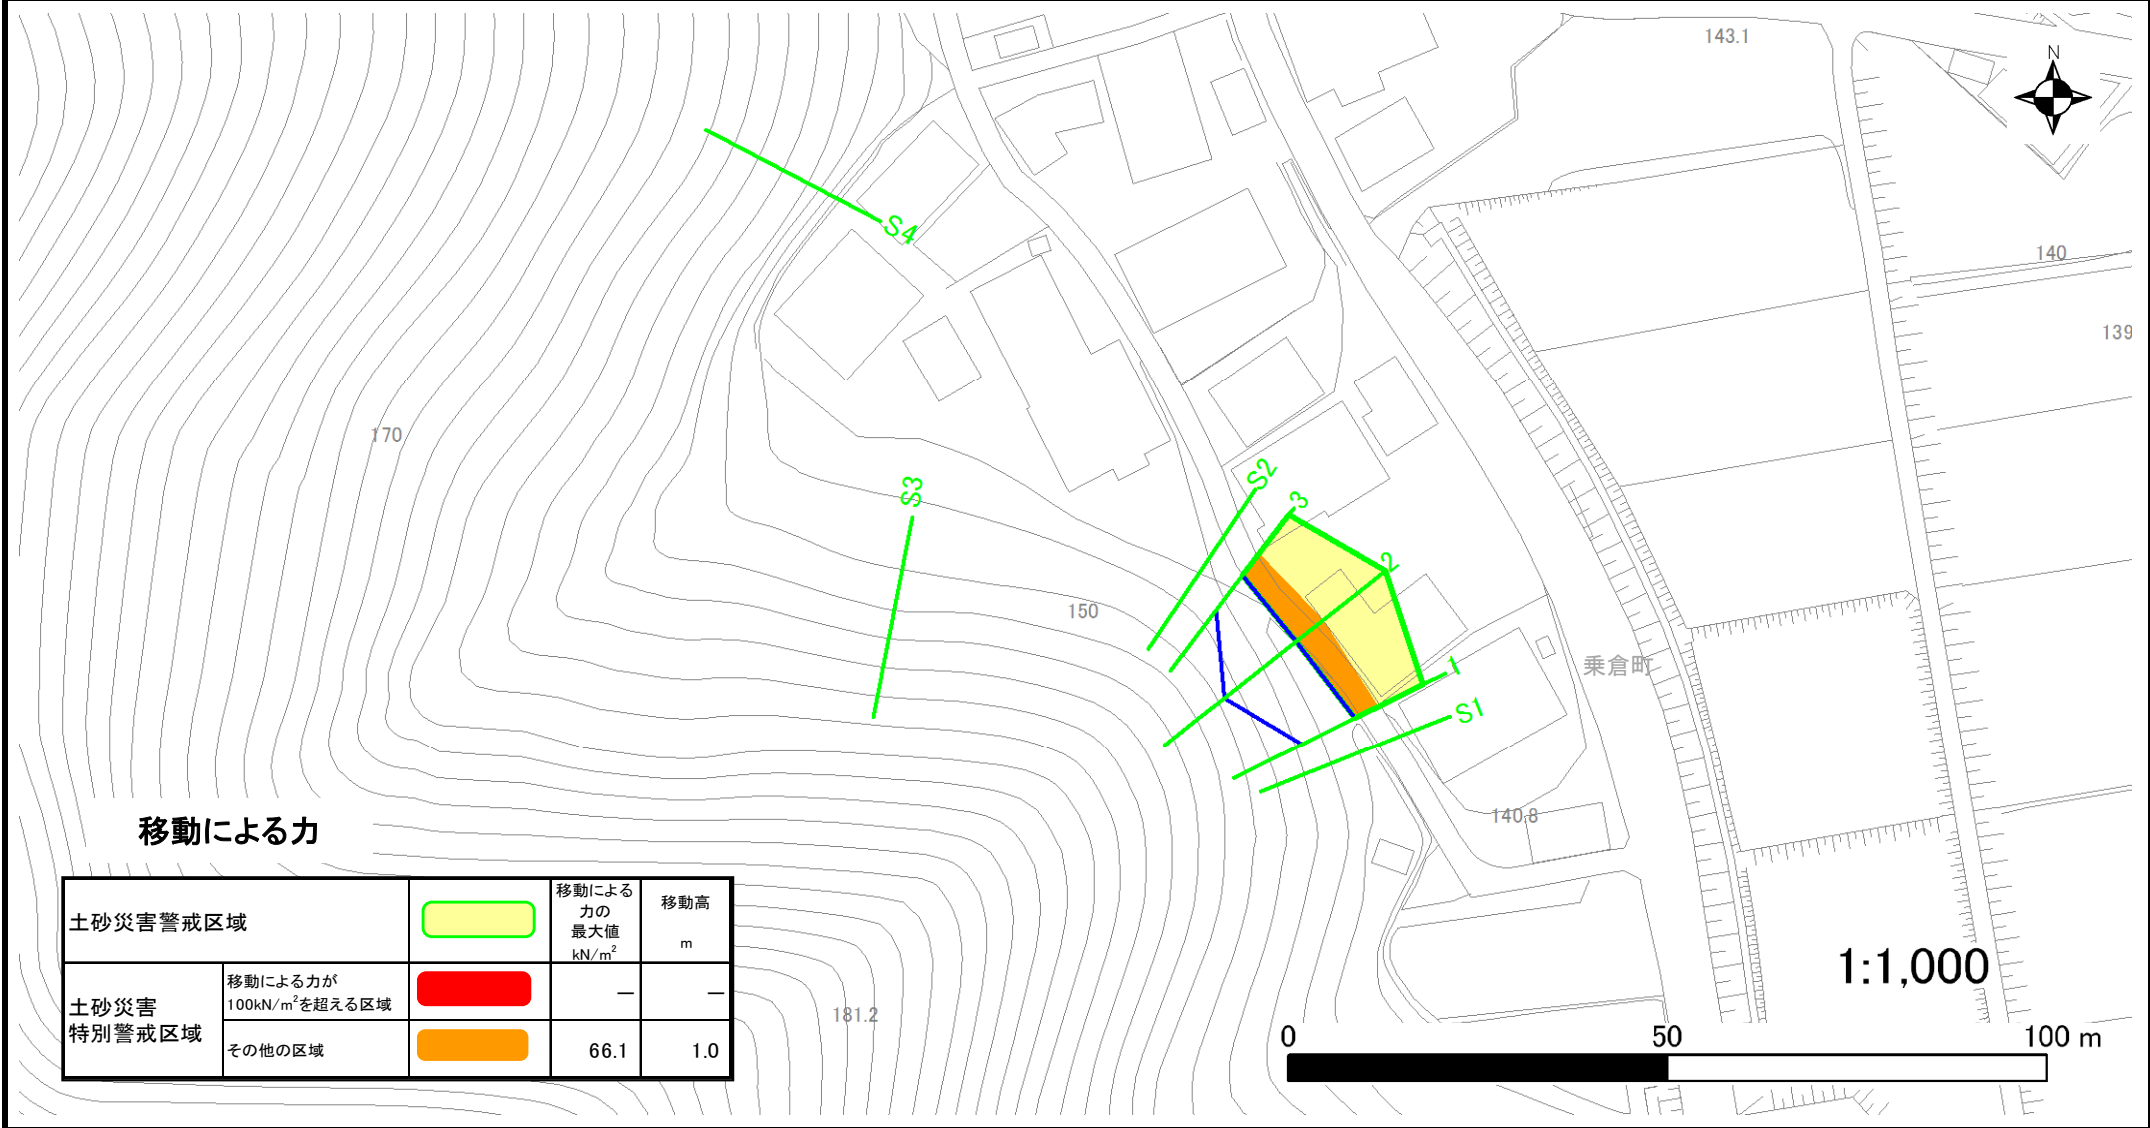 143.1
N
140
139
S4
170
S3
S2
3
2
150
1
S1
乗倉町
140.8
181.2
移動による力
土砂災害警戒区域
移動による
力の
最大値
kN/m²
移動高
m
土砂災害
特別警戒区域
移動による力が
100kN/m²を超える区域
―
―
その他の区域
66.1
1.0
1:1,000
0 50 100 m